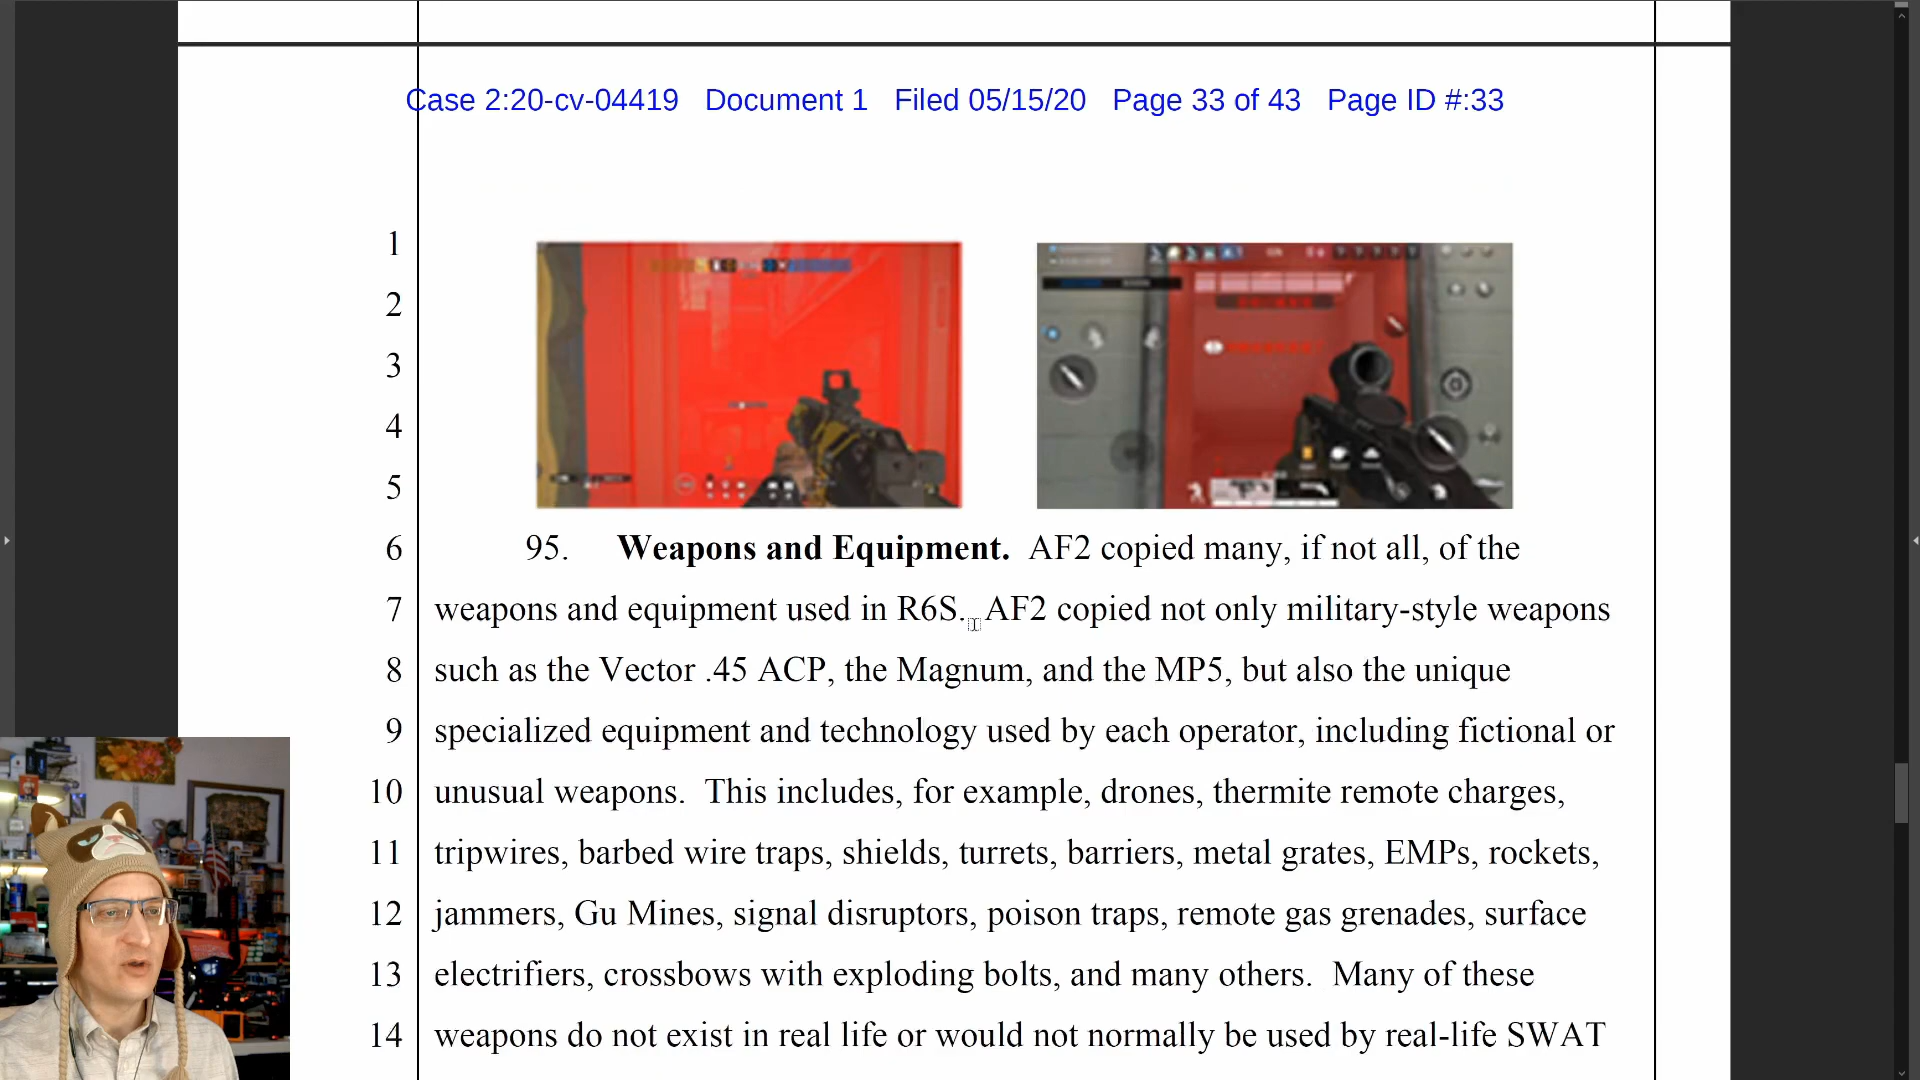 Case 2:20-cv-04419 Document 1 Filed 05/15/20 Page 33 of 43 Page ID #:33
1
2
3
4
5
6 95. Weapons and Equipment. AF2 copied many, if not all, of the
7 weapons and equipment used in R6S. AF2 copied not only military-style weapons
8 such as the Vector .45 ACP, the Magnum, and the MP5, but also the unique
9 specialized equipment and technology used by each operator, including fictional or
10 unusual weapons. This includes, for example, drones, thermite remote charges,
11 tripwires, barbed wire traps, shields, turrets, barriers, metal grates, EMPs, rockets,
12 jammers, Gu Mines, signal disruptors, poison traps, remote gas grenades, surface
13 electrifiers, crossbows with exploding bolts, and many others. Many of these
14 weapons do not exist in real life or would not normally be used by real-life SWAT